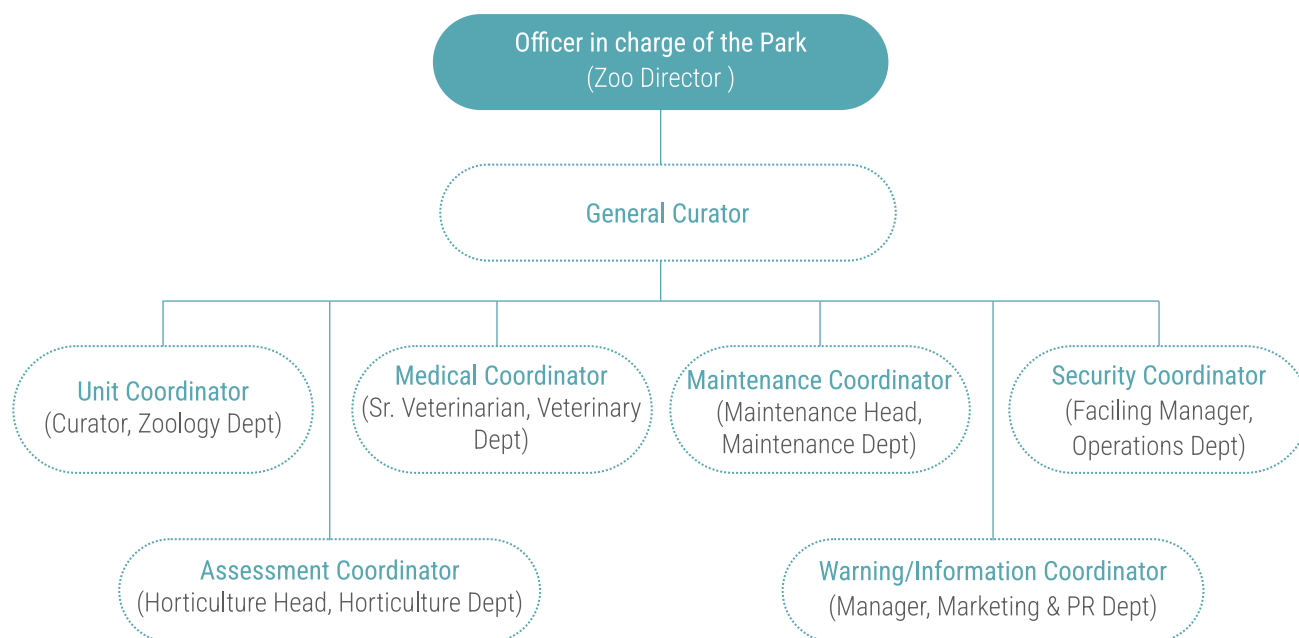 Officer in charge of the Park
(Zoo Director )
General Curator
Unit Coordinator
(Curator, Zoology Dept)
Medical Coordinator
(Sr. Veterinarian, Veterinary
Dept)
Maintenance Coordinator
(Maintenance Head,
Maintenance Dept)
Security Coordinator
(Faciling Manager,
Operations Dept)
Assessment Coordinator
(Horticulture Head, Horticulture Dept)
Warning/Information Coordinator
(Manager, Marketing & PR Dept)